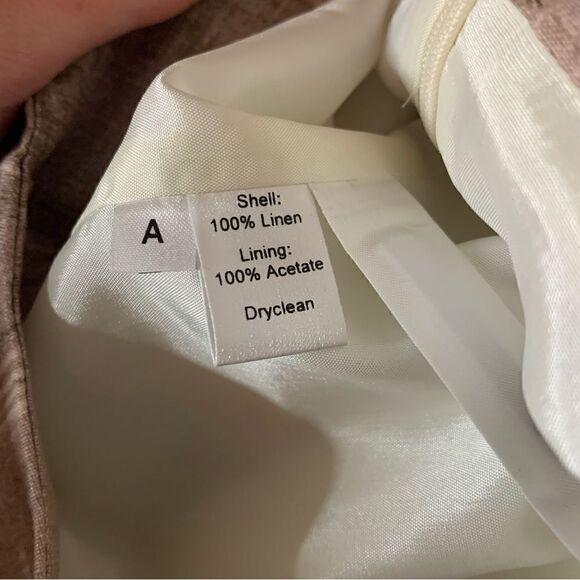 A
Shell:
100% Linen
Lining:
100% Acetate
Dryclean